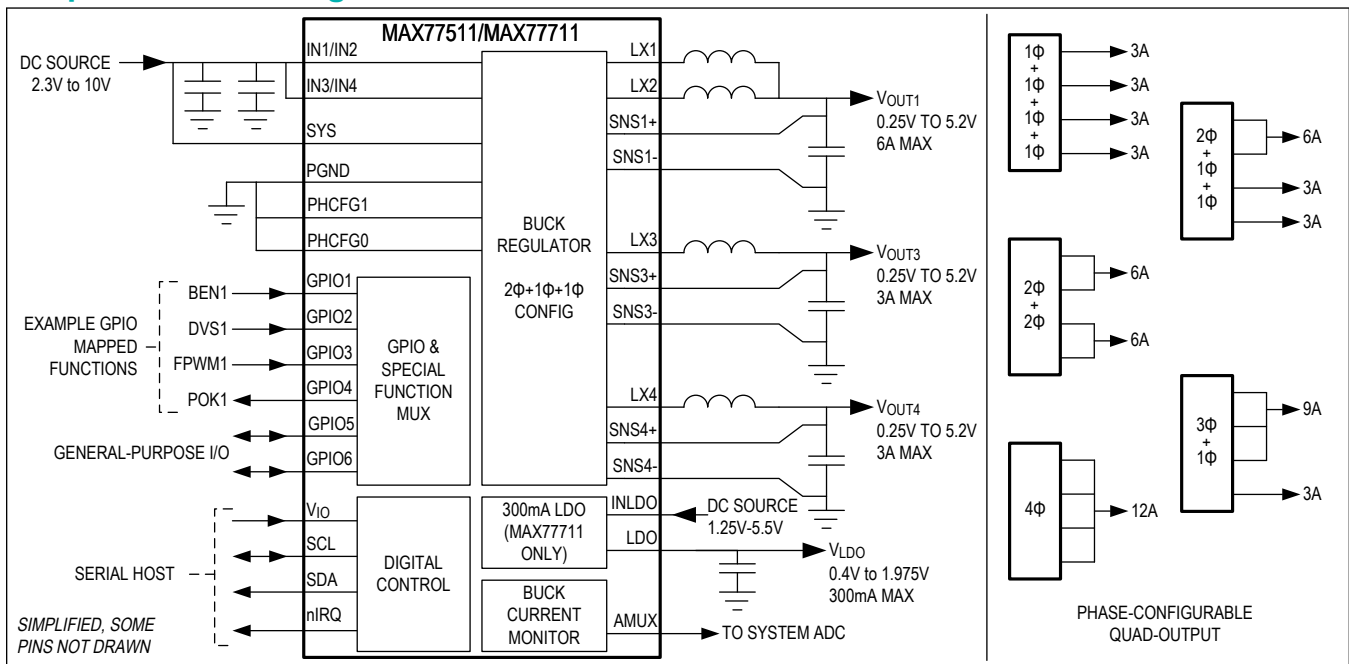 MAX77511/MAX77711
DC SOURCE
2.3V to 10V
IN1/IN2
IN3/IN4
SYS
PGND
PHCFG1
PHCFG0
EXAMPLE GPIO
MAPPED
FUNCTIONS
BEN1
DVS1
FPWM1
POK1
GENERAL-PURPOSE I/O
GPIO1
GPIO2
GPIO3
GPIO4
GPIO5
GPIO6
GPIO &
SPECIAL
FUNCTION
MUX
SERIAL HOST
VIO
SCL
SDA
nIRQ
DIGITAL
CONTROL
SIMPLIFIED, SOME
PINS NOT DRAWN
BUCK
REGULATOR
2Φ+1Φ+1Φ
CONFIG
300mA LDO
(MAX77711
ONLY)
BUCK
CURRENT
MONITOR
LX1
LX2
SNS1+
SNS1-
LX3
SNS3+
SNS3-
LX4
SNS4+
SNS4-
INLDO
LDO
AMUX
VOUT1
0.25V TO 5.2V
6A MAX
VOUT3
0.25V TO 5.2V
3A MAX
VOUT4
0.25V TO 5.2V
3A MAX
DC SOURCE
1.25V-5.5V
VLDO
0.4V to 1.975V
300mA MAX
TO SYSTEM ADC
1Φ
+
1Φ
+
1Φ
+
1Φ
3A
3A
3A
3A
2Φ
+
1Φ
+
1Φ
6A
3A
3A
2Φ
+
2Φ
6A
6A
3Φ
+
1Φ
9A
3A
4Φ
12A
PHASE-CONFIGURABLE
QUAD-OUTPUT